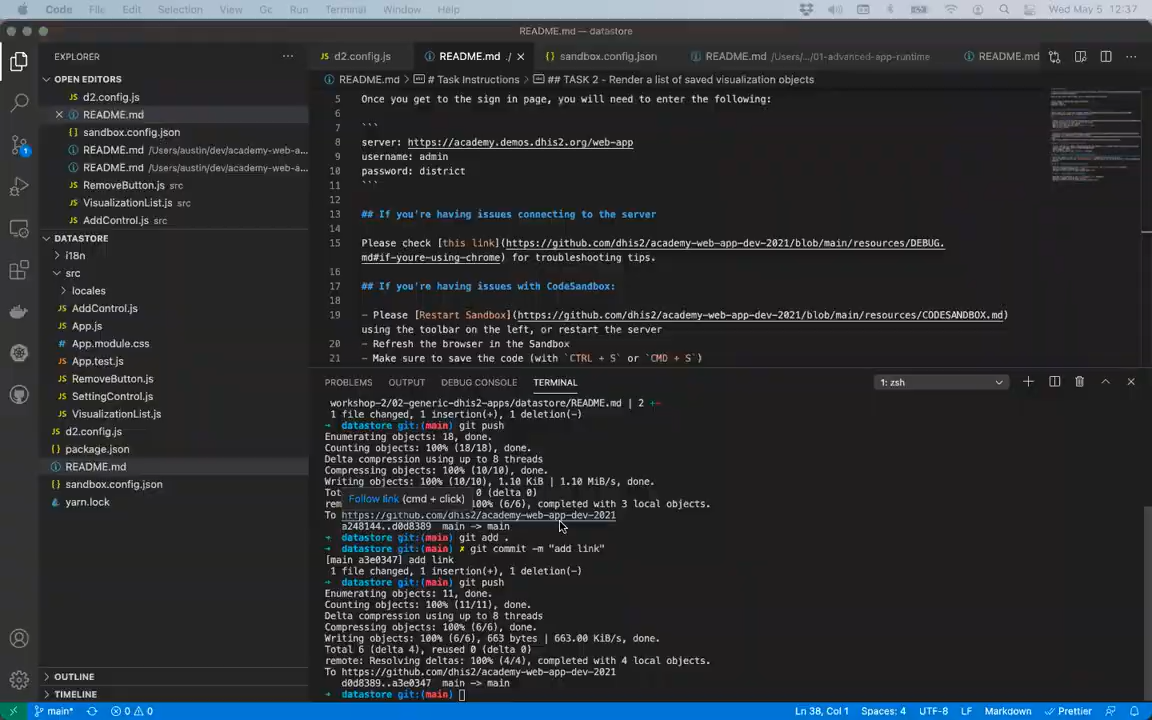 Code File Edit Selection View Go Run Terminal Window Help Wed May 5 12:37
README.md — datastore
EXPLORER
OPEN EDITORS
d2.config.js
README.md
sandbox.config.json
README.md /Users/austin/dev/academy-web-a...
README.md /Users/austin/dev/academy-web-a...
RemoveButton.js src
VisualizationList.js src
AddControl.js src
DATASTORE
i18n
src
locales
AddControl.js
App.js
App.module.css
App.test.js
RemoveButton.js
SettingControl.js
VisualizationList.js
d2.config.js
package.json
README.md
sandbox.config.json
yarn.lock
OUTLINE
TIMELINE
d2.config.js README.md ./ sandbox.config.json README.md /Users/.../01-advanced-app-runtime README.md
README.md > # Task Instructions > ## TASK 2 - Render a list of saved visualization objects
5 Once you get to the sign in page, you will need to enter the following:
6
7 ```
8 server: https://academy.demos.dhis2.org/web-app
9 username: admin
10 password: district
11 ```
12
13 ## If you're having issues connecting to the server
14
15 Please check [this link](https://github.com/dhis2/academy-web-app-dev-2021/blob/main/resources/DEBUG.
md#if-youre-using-chrome) for troubleshooting tips.
16
17 ## If you're having issues with CodeSandbox:
18
19 - Please [Restart Sandbox](https://github.com/dhis2/academy-web-app-dev-2021/blob/main/resources/CODESANDBOX.md)
using the toolbar on the left, or restart the server
20 - Refresh the browser in the Sandbox
21 - Make sure to save the code (with `CTRL + S` or `CMD + S`)
PROBLEMS OUTPUT DEBUG CONSOLE TERMINAL 1: zsh
workshop-2/02-generic-dhis2-apps/datastore/README.md | 2 +-
1 file changed, 1 insertion(+), 1 deletion(-)
→ datastore git:(main) git push
Enumerating objects: 18, done.
Counting objects: 100% (18/18), done.
Delta compression using up to 8 threads
Compressing objects: 100% (10/10), done.
Writing objects: 100% (10/10), 1.10 KiB | 1.10 MiB/s, done.
Tot 0 (delta 0)
rem 100% (6/6), completed with 3 local objects.
Follow link (cmd + click)
To https://github.com/dhis2/academy-web-app-dev-2021
a248144..d0d8389 main -> main
→ datastore git:(main) git add .
→ datastore git:(main) ✗ git commit -m "add link"
[main a3e0347] add link
1 file changed, 1 insertion(+), 1 deletion(-)
→ datastore git:(main) git push
Enumerating objects: 11, done.
Counting objects: 100% (11/11), done.
Delta compression using up to 8 threads
Compressing objects: 100% (6/6), done.
Writing objects: 100% (6/6), 663 bytes | 663.00 KiB/s, done.
Total 6 (delta 4), reused 0 (delta 0)
remote: Resolving deltas: 100% (4/4), completed with 4 local objects.
To https://github.com/dhis2/academy-web-app-dev-2021
d0d8389..a3e0347 main -> main
→ datastore git:(main)
main* 0 0 Ln 38, Col 1 Spaces: 4 UTF-8 LF Markdown Prettier